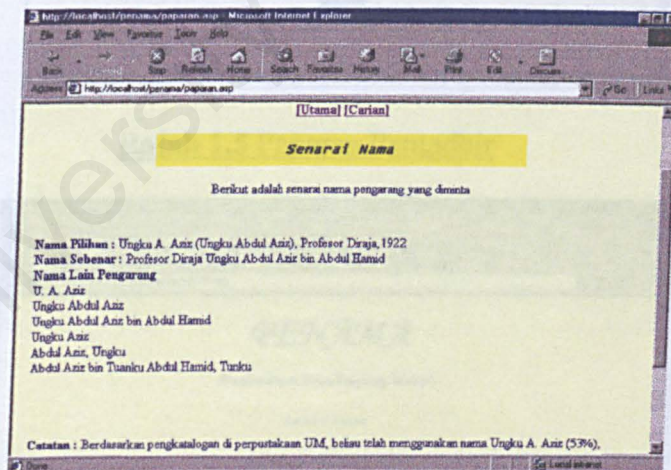 http://localhost/penama/paparan.asp - Microsoft Internet Explorer
File Edit View Favorites Tools Help
Back Stop Refresh Home Search Favorites History Mail Print Edit Discuss
Address http://localhost/penama/paparan.asp Go Links
[Utama] [Carian]
Senarai Nama
Berikut adalah senarai nama pengarang yang diminta
Nama Pilihan : Ungku A. Aziz (Ungku Abdul Aziz), Profesor Diraja, 1922
Nama Sebenar : Profesor Diraja Ungku Abdul Aziz bin Abdul Hamid
Nama Lain Pengarang
U. A. Aziz
Ungku Abdul Aziz
Ungku Abdul Aziz bin Abdul Hamid
Ungku Aziz
Abdul Aziz, Ungku
Abdul Aziz bin Tuanku Abdul Hamid, Tunku
Catatan : Berdasarkan pengkatalogan di perpustakaan UM, beliau telah menggunakan nama Ungku A. Aziz (53%),
Done Local intranet